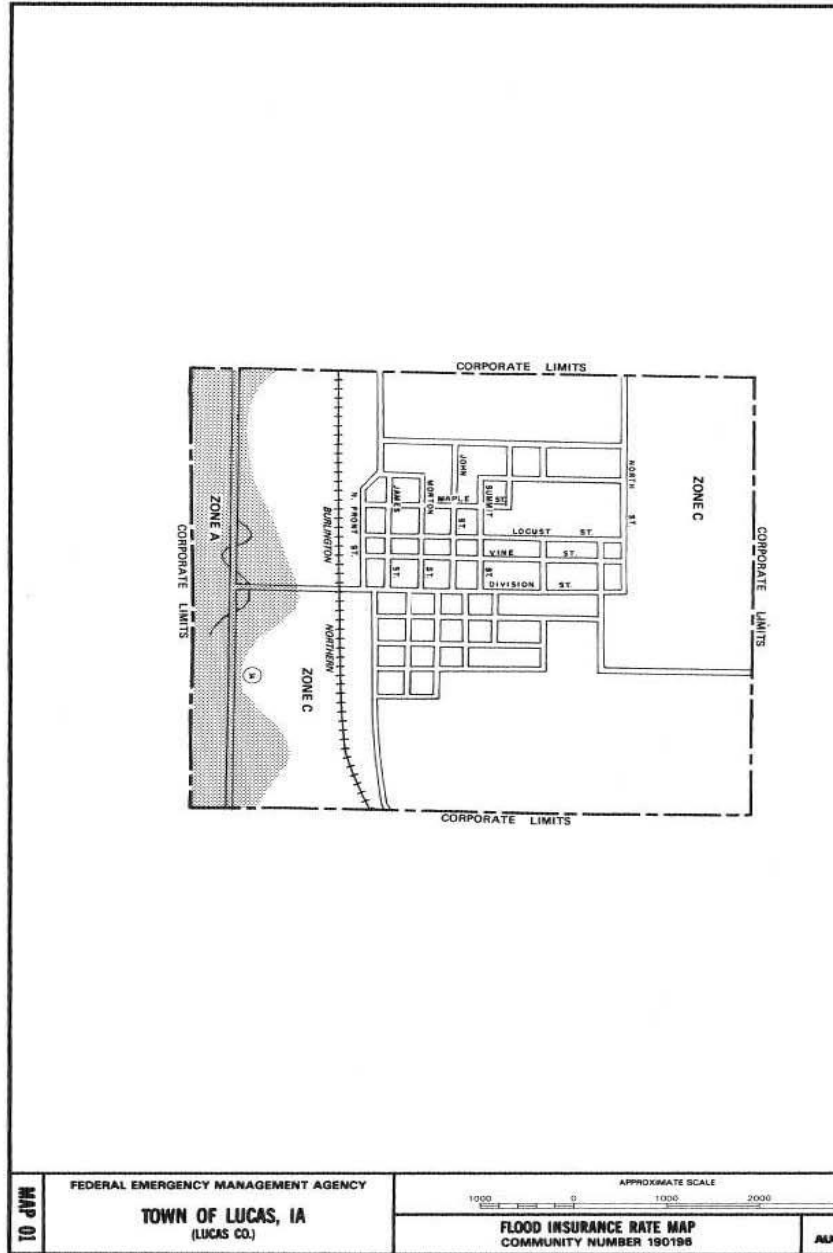 CORPORATE LIMITS
ZONE C
NORTH ST.
JOHN ST.
SUMMIT ST.
MAPLE ST.
MORTON ST.
JAMES ST.
N. FRONT ST.
LOCUST ST.
VINE ST.
DIVISION ST.
BURLINGTON NORTHERN
ZONE A
CORPORATE LIMITS
CORPORATE LIMITS
ZONE C
34
CORPORATE LIMITS
MAP 01
FEDERAL EMERGENCY MANAGEMENT AGENCY
TOWN OF LUCAS, IA
(LUCAS CO.)
APPROXIMATE SCALE
1000 0 1000 2000
FLOOD INSURANCE RATE MAP
COMMUNITY NUMBER 190196